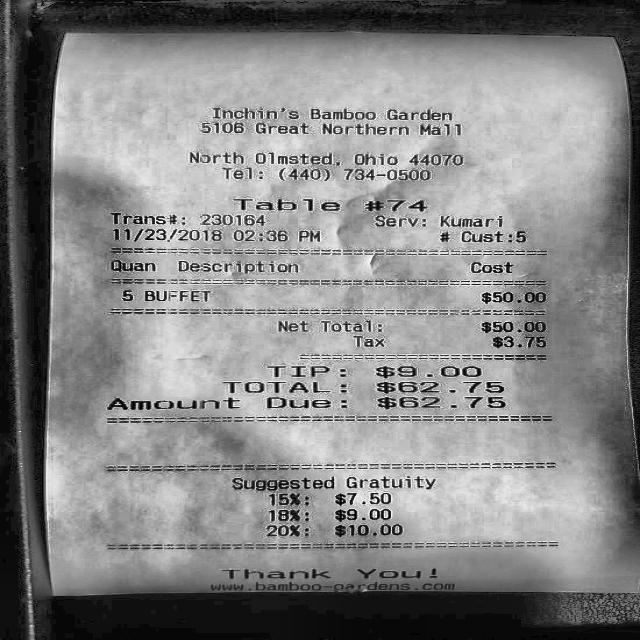 Inchin's Bamboo Garden
5106 Great Northern Mall
North Olmsted, Ohio 44070
Tel: (440) 734-0500
Table #74
Trans#: 230164 Serv: Kumari
11/23/2018 02:36 PM # Cust:5
Quan Description Cost
5 BUFFET $50.00
Net Total: $50.00
Tax $3.75
TIP: $9.00
TOTAL: $62.75
Amount Due: $62.75
Suggested Gratuity
15%: $7.50
18%: $9.00
20%: $10.00
Thank You!
www.bamboo-gardens.com